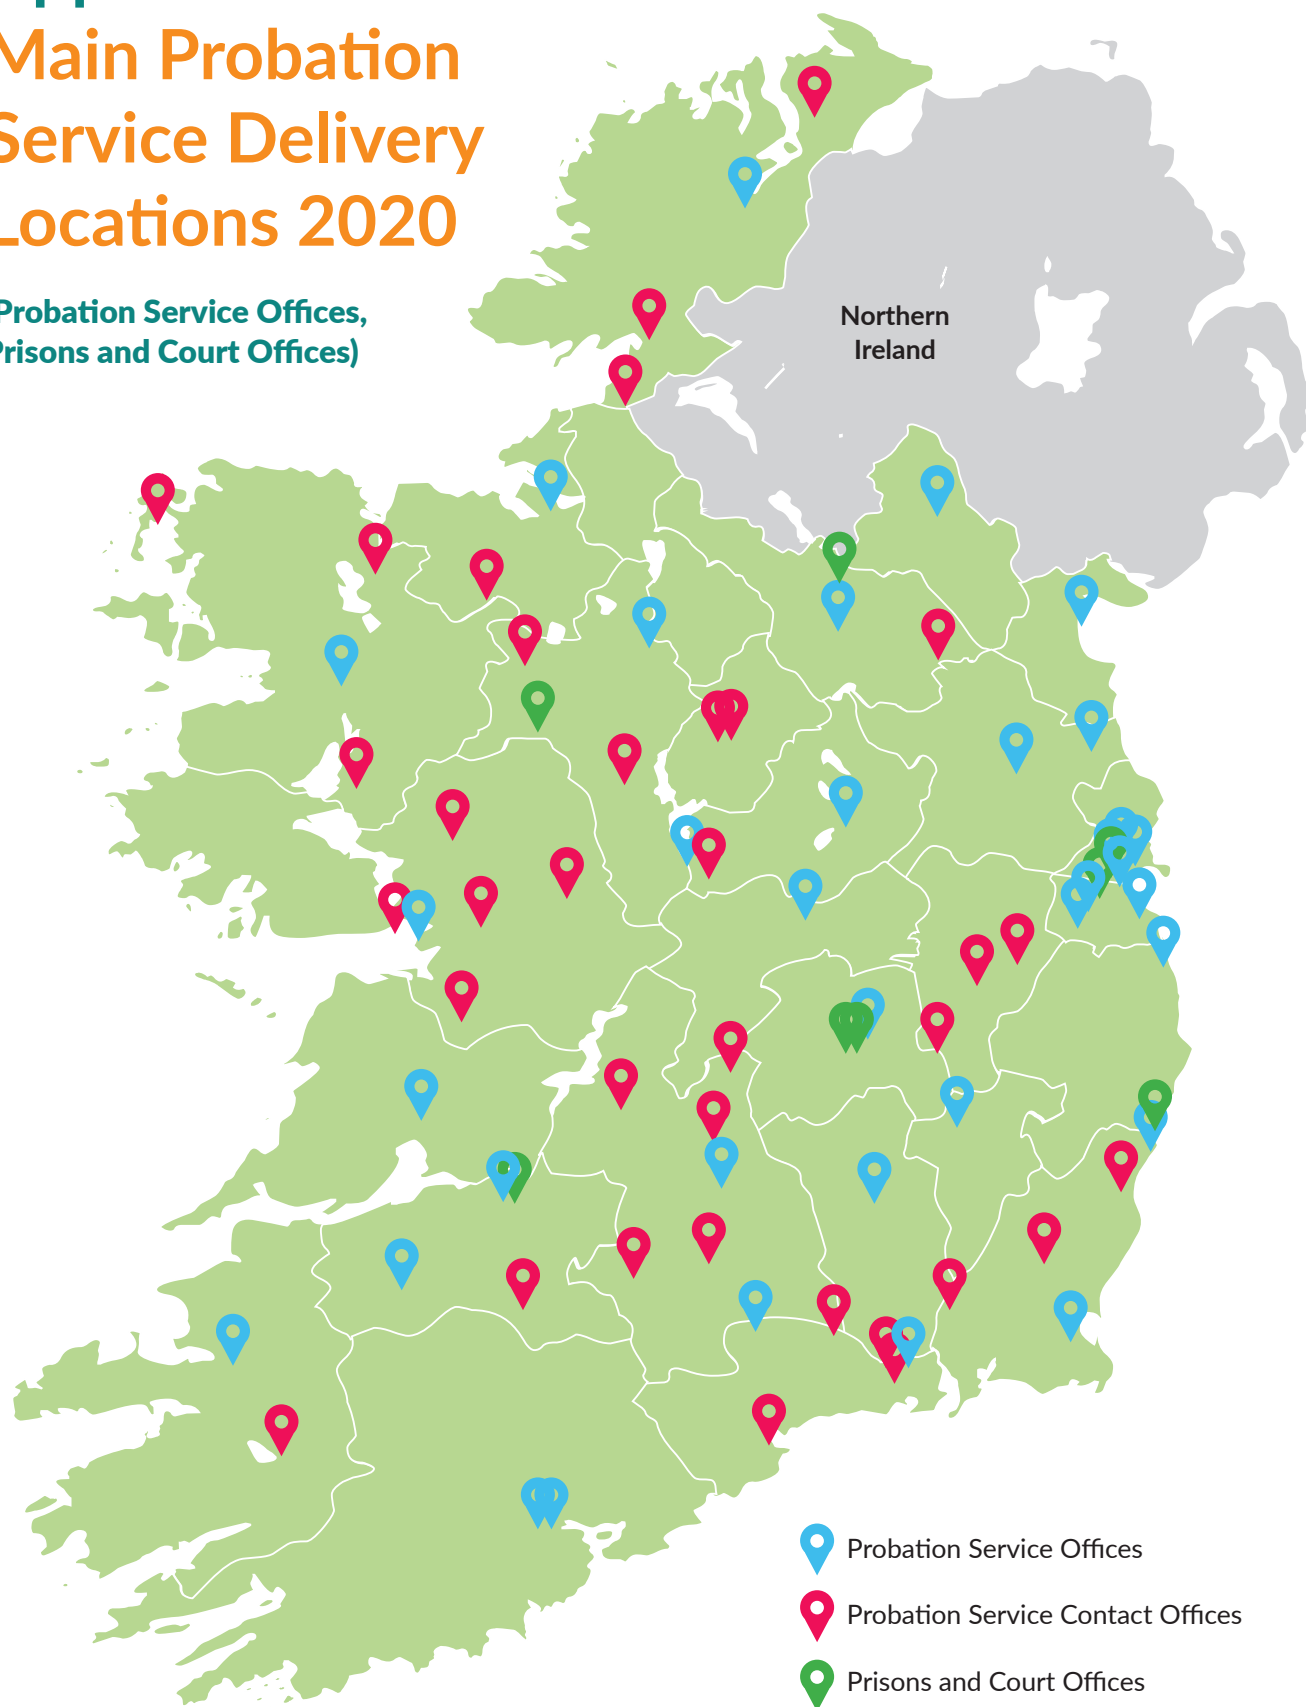 Main Probation
Service Delivery
Locations 2020
Probation Service Offices,
Prisons and Court Offices)
Northern
Ireland
Probation Service Offices
Probation Service Contact Offices
Prisons and Court Offices